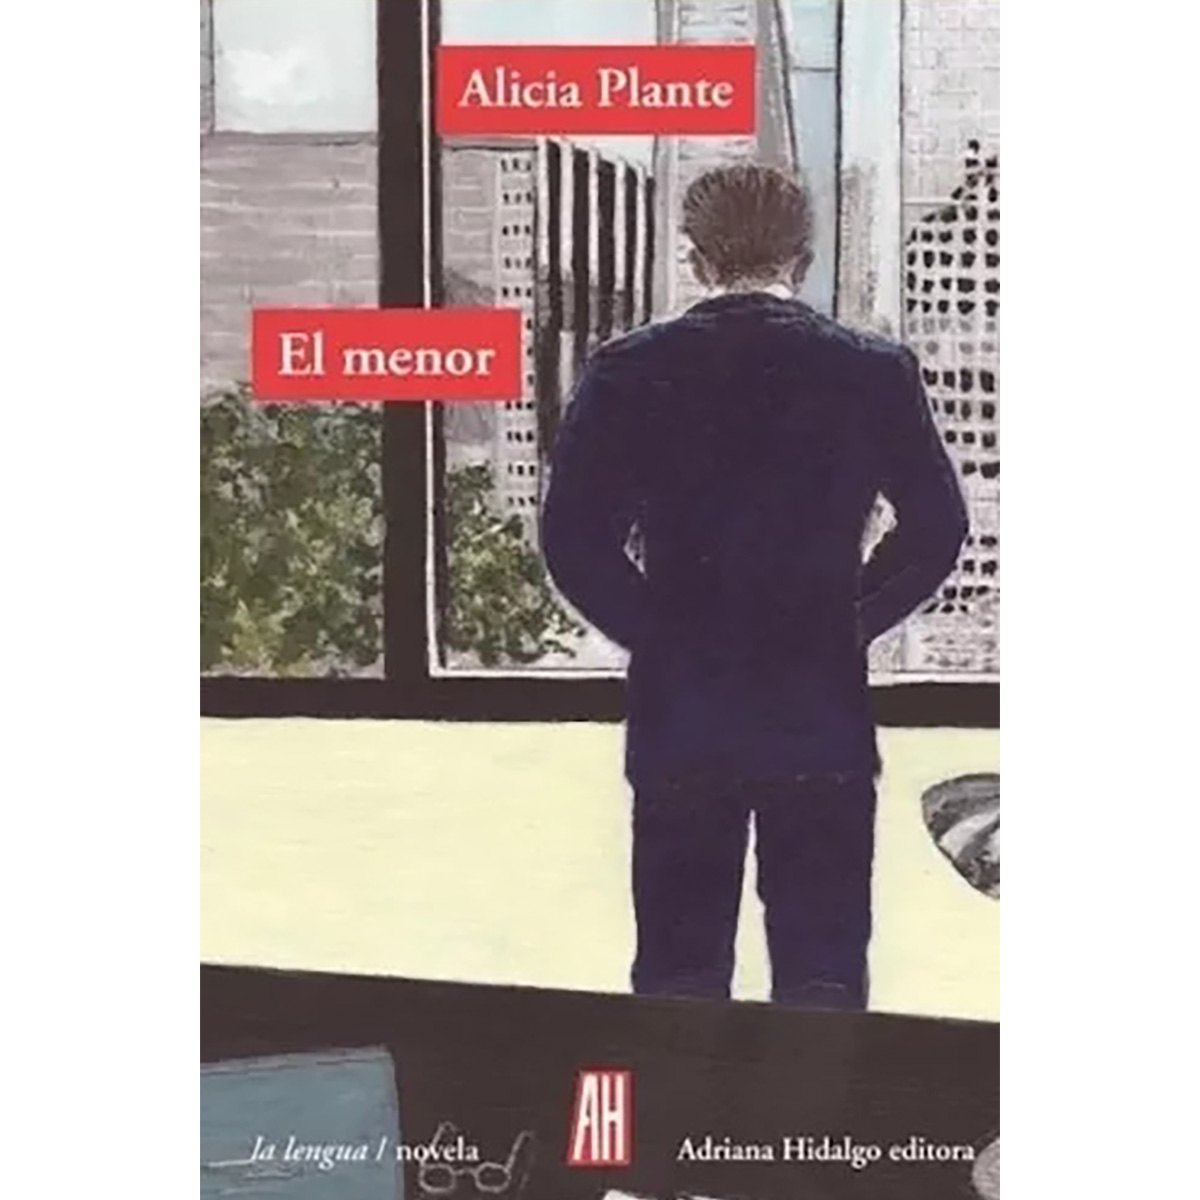 Alicia Plante
El menor
AH
la lengua / novela
Adriana Hidalgo editora